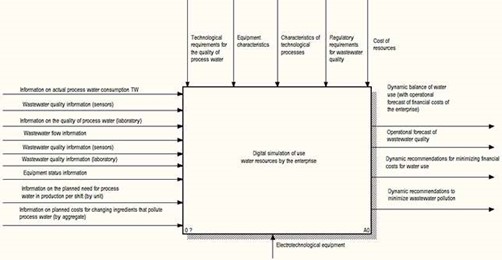 Technological
requirements for
the quality of
process water
Equipment
characteristics
Characteristics of
technological
processes
Regulatory
requirements
for wastewater
quality
Cost of
resources
Information on actual process water consumption TW
Wastewater quality information (sensors)
Information on the quality of process water (laboratory)
Wastewater flow information
Wastewater quality information (sensors)
Wastewater quality information (laboratory)
Equipment status information
Information on the planned need for process
water in production per shift (by unit)
Information on planned costs for changing ingredients that pollute
process water (by aggregate)
Digital simulation of use
water resources by the enterprise
0 ?
A0
Dynamic balance of water
use (with operational
forecast of financial costs of
the enterprise)
Operational forecast of
wastewater quality
Dynamic recommendations for minimizing financial
costs for water use
Dynamic recommendations to
minimize wastewater pollution
Electrotechnological equipment